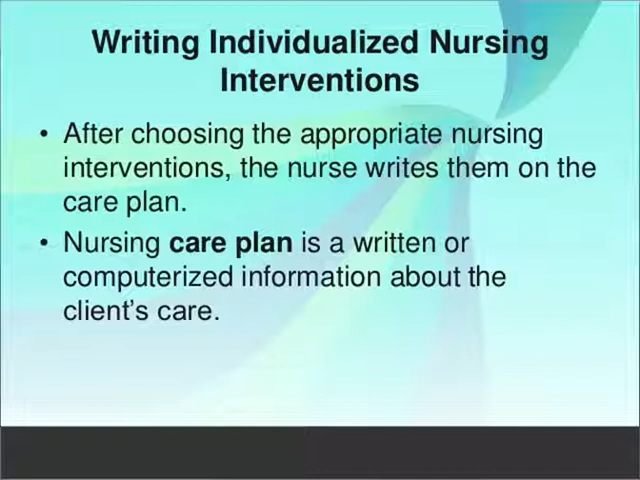 Writing Individualized Nursing
Interventions
• After choosing the appropriate nursing
interventions, the nurse writes them on the
care plan.
• Nursing care plan is a written or
computerized information about the
client's care.